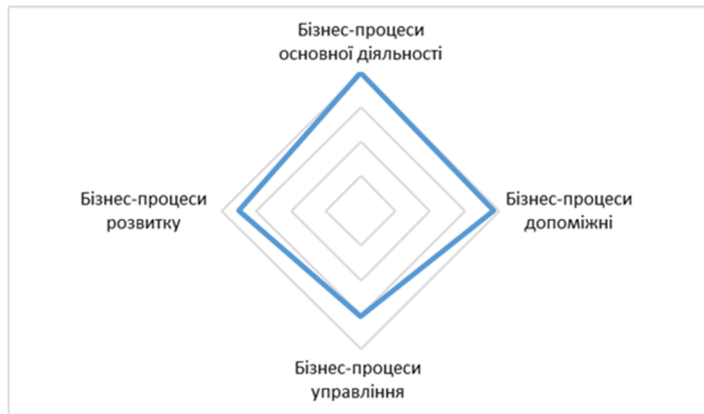 Бізнес-процеси
основної діяльності
Бізнес-процеси
розвитку
Бізнес-процеси
допоміжні
Бізнес-процеси
управління